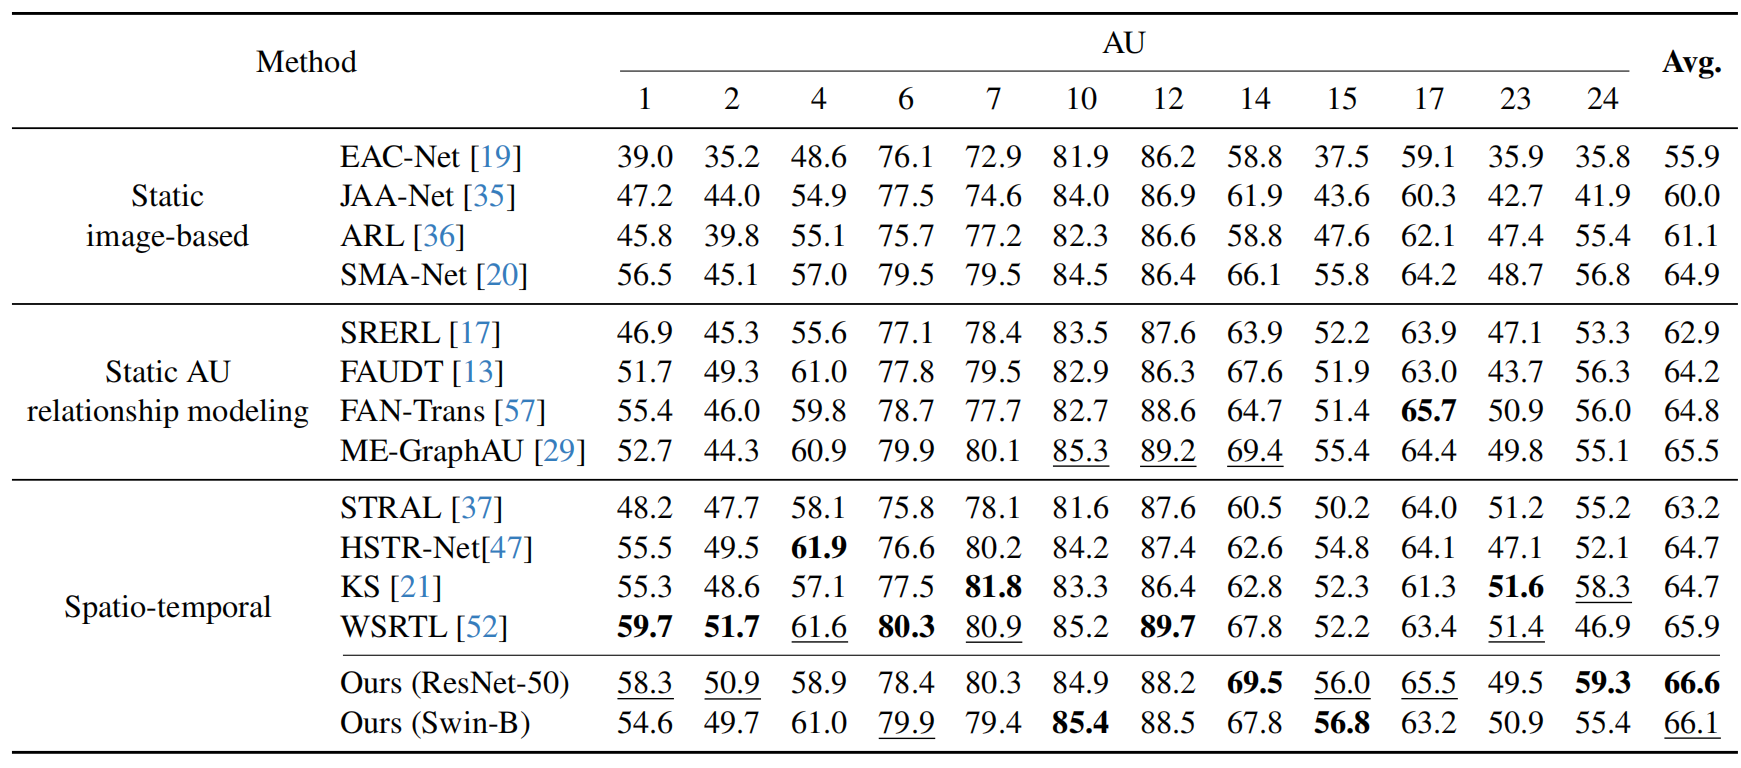 Method AU Avg.
1 2 4 6 7 10 12 14 15 17 23 24
Static image-based
EAC-Net [19] 39.0 35.2 48.6 76.1 72.9 81.9 86.2 58.8 37.5 59.1 35.9 35.8 55.9
JAA-Net [35] 47.2 44.0 54.9 77.5 74.6 84.0 86.9 61.9 43.6 60.3 42.7 41.9 60.0
ARL [36] 45.8 39.8 55.1 75.7 77.2 82.3 86.6 58.8 47.6 62.1 47.4 55.4 61.1
SMA-Net [20] 56.5 45.1 57.0 79.5 79.5 84.5 86.4 66.1 55.8 64.2 48.7 56.8 64.9
Static AU relationship modeling
SRERL [17] 46.9 45.3 55.6 77.1 78.4 83.5 87.6 63.9 52.2 63.9 47.1 53.3 62.9
FAUDT [13] 51.7 49.3 61.0 77.8 79.5 82.9 86.3 67.6 51.9 63.0 43.7 56.3 64.2
FAN-Trans [57] 55.4 46.0 59.8 78.7 77.7 82.7 88.6 64.7 51.4 65.7 50.9 56.0 64.8
ME-GraphAU [29] 52.7 44.3 60.9 79.9 80.1 85.3 89.2 69.4 55.4 64.4 49.8 55.1 65.5
Spatio-temporal
STRAL [37] 48.2 47.7 58.1 75.8 78.1 81.6 87.6 60.5 50.2 64.0 51.2 55.2 63.2
HSTR-Net[47] 55.5 49.5 61.9 76.6 80.2 84.2 87.4 62.6 54.8 64.1 47.1 52.1 64.7
KS [21] 55.3 48.6 57.1 77.5 81.8 83.3 86.4 62.8 52.3 61.3 51.6 58.3 64.7
WSRTL [52] 59.7 51.7 61.6 80.3 80.9 85.2 89.7 67.8 52.2 63.4 51.4 46.9 65.9
Ours (ResNet-50) 58.3 50.9 58.9 78.4 80.3 84.9 88.2 69.5 56.0 65.5 49.5 59.3 66.6
Ours (Swin-B) 54.6 49.7 61.0 79.9 79.4 85.4 88.5 67.8 56.8 63.2 50.9 55.4 66.1